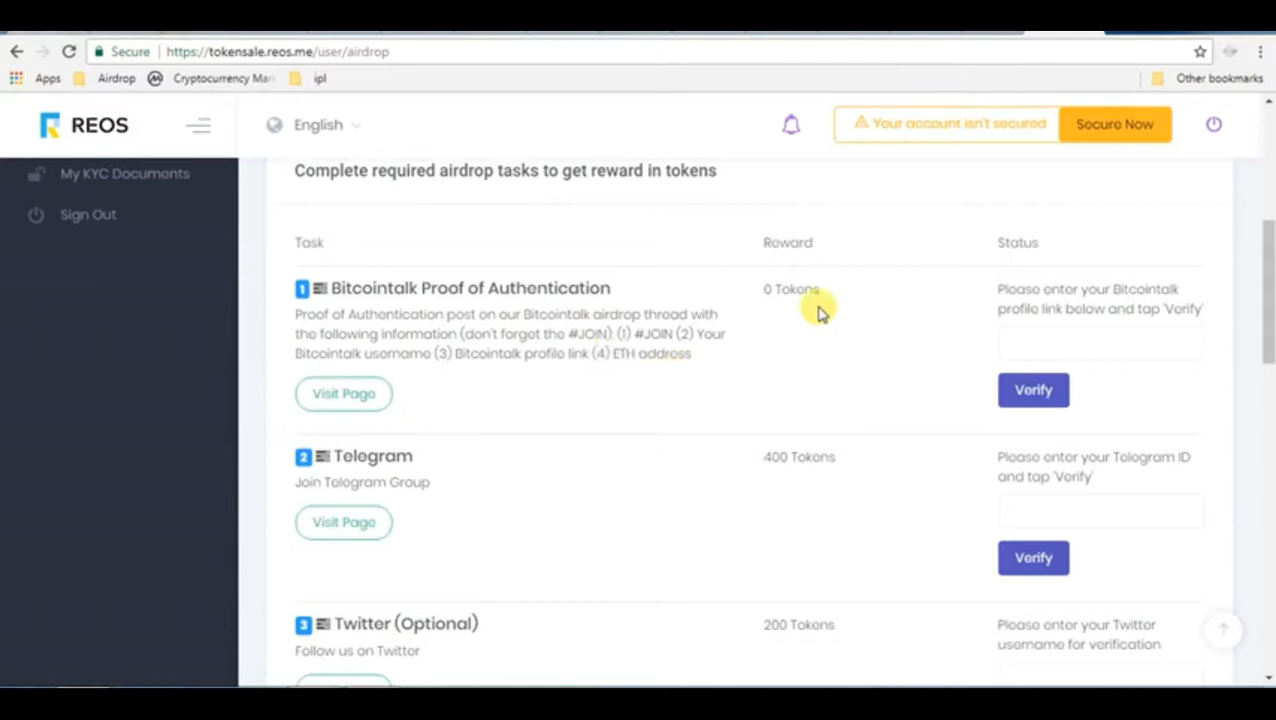 Secure https://tokensale.reos.me/user/airdrop
Apps Airdrop Cryptocurrency Mar ipl Other bookmarks
REOS English Your account isn't secured Secure Now
My KYC Documents
Sign Out
Complete required airdrop tasks to get reward in tokens
Task Reward Status
1 Bitcointalk Proof of Authentication 0 Tokens Please enter your Bitcointalk
profile link below and tap 'Verify'
Proof of Authentication post on our Bitcointalk airdrop thread with
the following information (don't forget the #JOIN): (1) #JOIN (2) Your
Bitcointalk username (3) Bitcointalk profile link (4) ETH address
Visit Page Verify
2 Telegram 400 Tokens Please enter your Telegram ID
and tap 'Verify'
Join Telegram Group
Visit Page Verify
3 Twitter (Optional) 200 Tokens Please enter your Twitter
username for verification
Follow us on Twitter